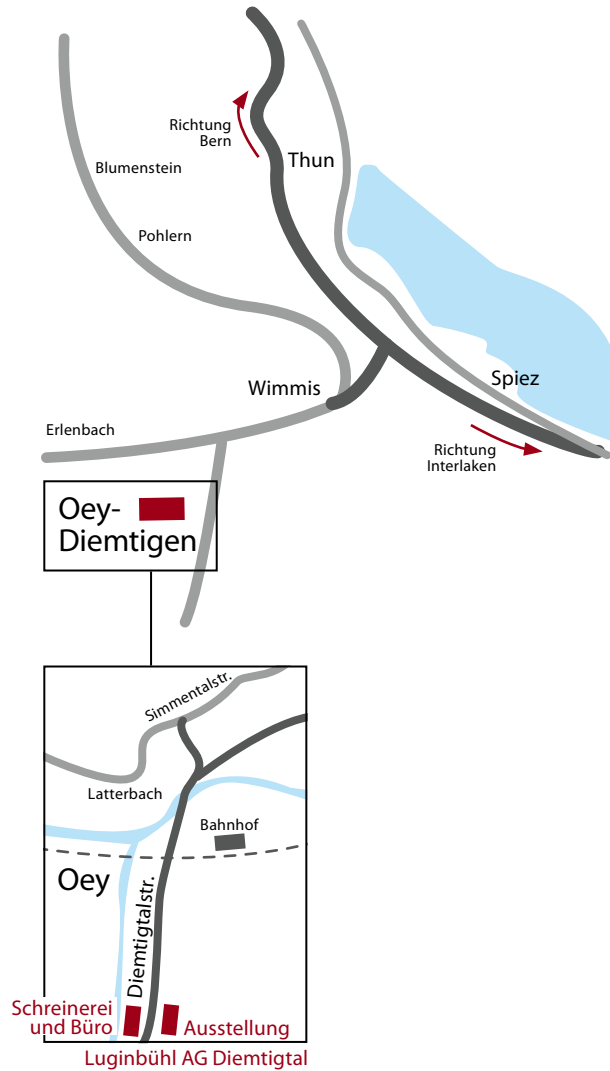 Richtung
Bern
Thun
Blumenstein
Pohlern
Spiez
Wimmis
Erlenbach
Richtung
Interlaken
Oey-
Diemtigen
Simmentalstr.
Latterbach
Bahnhof
Oey
Diemtigtalstr.
Schreinerei
und Büro
Ausstellung
Luginbühl AG Diemtigtal